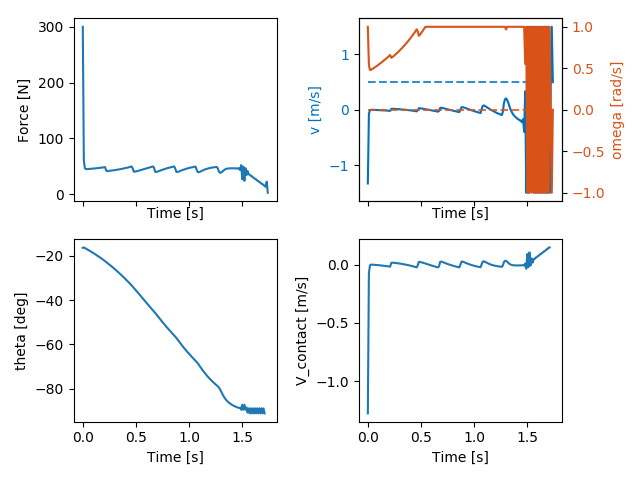 300
200
100
0
Force [N]
Time [s]
1
0
−1
v [m/s]
1.0
0.5
0.0
−0.5
−1.0
omega [rad/s]
Time [s]
−20
−40
−60
−80
theta [deg]
0.0 0.5 1.0 1.5
Time [s]
0.0
−0.5
−1.0
V_contact [m/s]
0.0 0.5 1.0 1.5
Time [s]